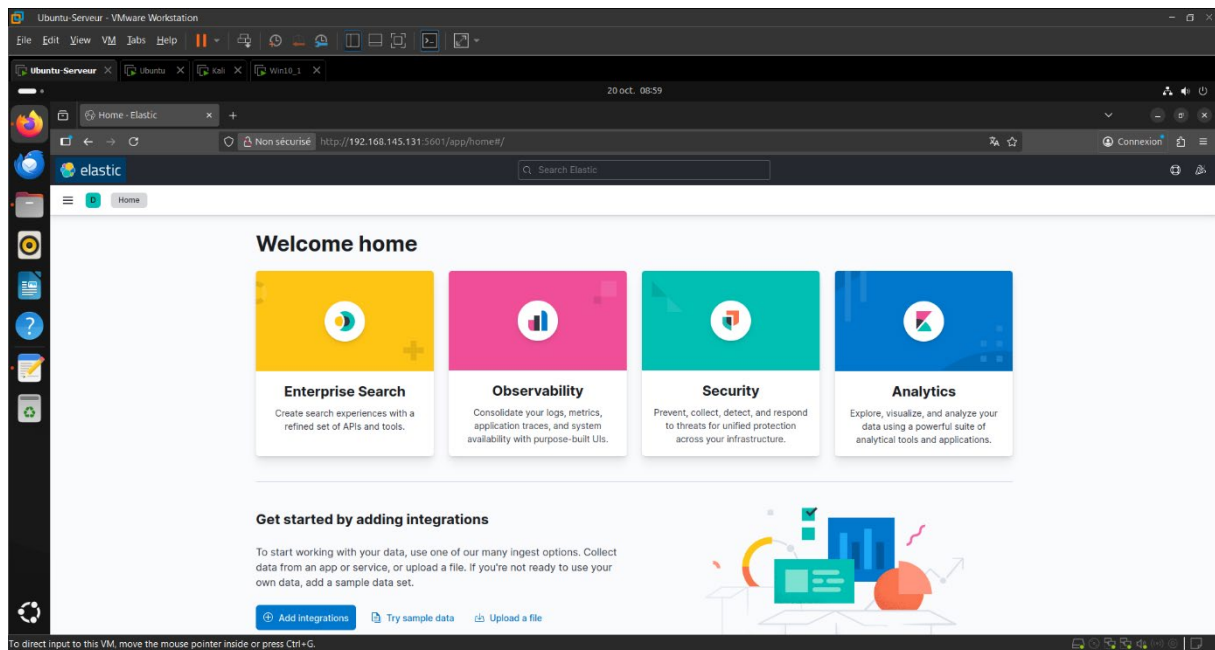 Ubuntu-Serveur - VMware Workstation
File Edit View VM Tabs Help
Ubuntu-Serveur Ubuntu Kali Win10_1
20 oct. 08:59
Home - Elastic
Non sécurisé http://192.168.145.131:5601/app/home#/ Connexion
elastic Search Elastic
D Home
Welcome home
Enterprise Search
Create search experiences with a
refined set of APIs and tools.
Observability
Consolidate your logs, metrics,
application traces, and system
availability with purpose-built UIs.
Security
Prevent, collect, detect, and respond
to threats for unified protection
across your infrastructure.
Analytics
Explore, visualize, and analyze your
data using a powerful suite of
analytical tools and applications.
Get started by adding integrations
To start working with your data, use one of our many ingest options. Collect
data from an app or service, or upload a file. If you're not ready to use your
own data, add a sample data set.
Add integrations Try sample data Upload a file
To direct input to this VM, move the mouse pointer inside or press Ctrl+G.